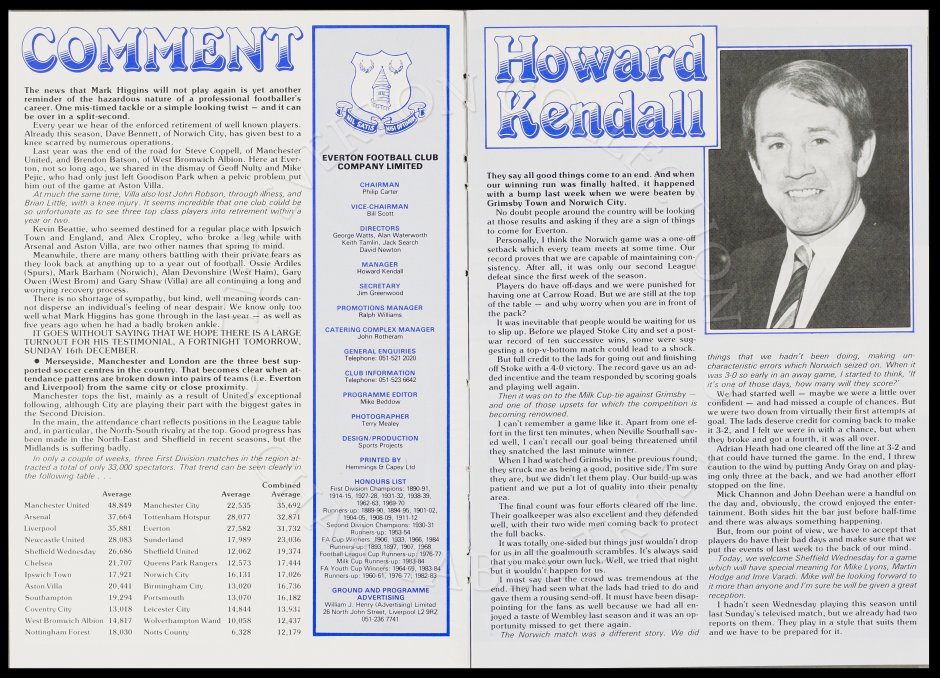 COMMENT
The news that Mark Higgins will not play again is yet another
reminder of the hazardous nature of a professional footballer's
career. One mis-timed tackle or a simple looking twist — and it can
be over in a split-second.
Every year we hear of the enforced retirement of well known players.
Already this season, Dave Bennett, of Norwich City, has given best to a
knee scarred by numerous operations.
Last year was the end of the road for Steve Coppell, of Manchester
United, and Brendon Batson, of West Bromwich Albion. Here at Ever-
ton, not so long ago, we shared in the dismay of Geoff Nulty and Mike
Pejic, who had only just left Goodison Park when a pelvic problem put
him out of the game at Aston Villa.
At much the same time, Villa also lost John Robson, through illness, and
Brian Little, with a knee injury. It seems incredible that one club could be
so unfortunate as to see three top class players into retirement within a
year or two.
Kevin Beattie, who seemed destined for a regular place with Ipswich
Town and England, and Alex Cropley, who broke a leg while with
Arsenal and Aston Villa, are two other names that spring to mind.
Meanwhile, there are many others battling with their private fears as
they look back at anything up to a year out of football. Ossie Ardiles
(Spurs), Mark Barham (Norwich), Alan Devonshire (West Ham), Gary
Owen (West Brom) and Gary Shaw (Villa) are all continuing a long and
worrying recovery process.
There is no shortage of sympathy, but kind, well meaning words can-
not disperse an individual's feeling of near despair. We know only too
well what Mark Higgins has gone through in the last year — as well as
five years ago when he had a badly broken ankle.
IT GOES WITHOUT SAYING THAT WE HOPE THERE IS A LARGE
TURNOUT FOR HIS TESTIMONIAL, A FORTNIGHT TOMORROW,
SUNDAY 16th DECEMBER.
● Merseyside, Manchester and London are the three best sup-
ported soccer centres in the country. That becomes clear when at-
tendance patterns are broken down into pairs of teams (i.e. Everton
and Liverpool) from the same city or close proximity.
Manchester tops the list, mainly as a result of United's exceptional
following, although City are playing their part with the biggest gates in
the Second Division.
In the main, the attendance chart reflects positions in the League table
and, in particular, the North-South rivalry at the top. Good progress has
been made in the North-East and Sheffield in recent seasons, but the
Midlands is suffering badly.
In only a couple of weeks, three First Division matches in the region at-
tracted a total of only 33,000 spectators. That trend can be seen clearly in
the following table . . .
Average Average Combined Average
Manchester United 48,849 Manchester City 22,535 35,692
Arsenal 37,664 Tottenham Hotspur 28,077 32,871
Liverpool 35,881 Everton 27,582 31,732
Newcastle United 28,083 Sunderland 17,989 23,036
Sheffield Wednesday 26,686 Sheffield United 12,062 19,374
Chelsea 21,707 Queens Park Rangers 12,573 17,444
Ipswich Town 17,921 Norwich City 16,131 17,026
Aston Villa 20,441 Birmingham City 13,020 16,736
Southampton 19,294 Portsmouth 13,070 16,182
Coventry City 13,018 Leicester City 14,844 13,931
West Bromwich Albion 14,817 Wolverhampton Wand 10,058 12,437
Nottingham Forest 18,030 Notts County 6,328 12,179
NIL SATIS NISI OPTIMUM
EVERTON FOOTBALL CLUB
COMPANY LIMITED
CHAIRMAN
Philip Carter
VICE-CHAIRMAN
Bill Scott
DIRECTORS
George Watts, Alan Waterworth
Keith Tamlin, Jack Search
David Newton
MANAGER
Howard Kendall
SECRETARY
Jim Greenwood
PROMOTIONS MANAGER
Ralph Williams
CATERING COMPLEX MANAGER
John Rotheram
GENERAL ENQUIRIES
Telephone: 051-521 2020
CLUB INFORMATION
Telephone: 051-523 6642
PROGRAMME EDITOR
Mike Beddow
PHOTOGRAPHER
Terry Mealey
DESIGN/PRODUCTION
Sports Projects
PRINTED BY
Hemmings & Capey Ltd
HONOURS LIST
First Division Champions: 1890-91,
1914-15, 1927-28, 1931-32, 1938-39,
1962-63, 1969-70
Runners-up: 1889-90, 1894-95, 1901-02,
1904-05, 1908-09, 1911-12
Second Division Champions: 1930-31
Runners-up: 1953-54
FA Cup Winners: 1906, 1933, 1966, 1984
Runners-up: 1893, 1897, 1907, 1968
Football League Cup Runners-up: 1976-77
Milk Cup Runners-up: 1983-84
FA Youth Cup Winners: 1964-65, 1983-84
Runners-up: 1960-61, 1976-77, 1982-83
GROUND AND PROGRAMME
ADVERTISING
William J. Henry (Advertising) Limited
26 North John Street, Liverpool L2 9RZ
051-236 7741
Howard
Kendall
They say all good things come to an end. And when
our winning run was finally halted, it happened
with a bump last week when we were beaten by
Grimsby Town and Norwich City.
No doubt people around the country will be looking
at those results and asking if they are a sign of things
to come for Everton.
Personally, I think the Norwich game was a one-off
setback which every team meets at some time. Our
record proves that we are capable of maintaining con-
sistency. After all, it was only our second League
defeat since the first week of the season.
Players do have off-days and we were punished for
having one at Carrow Road. But we are still at the top
of the table — and why worry when you are in front of
the pack?
It was inevitable that people would be waiting for us
to slip up. Before we played Stoke City and set a post-
war record of ten successive wins, some were sug-
gesting a top-v-bottom match could lead to a shock.
But full credit to the lads for going out and finishing
off Stoke with a 4-0 victory. The record gave us an ad-
ded incentive and the team responded by scoring goals
and playing well again.
Then it was on to the Milk Cup-tie against Grimsby —
and one of those upsets for which the competition is
becoming renowned.
I can't remember a game like it. Apart from one ef-
fort in the first ten minutes, when Neville Southall sav-
ed well, I can't recall our goal being threatened until
they snatched the last minute winner.
When I had watched Grimsby in the previous round,
they struck me as being a good, positive side. I'm sure
they are, but we didn't let them play. Our build-up was
patient and we put a lot of quality into their penalty
area.
The final count was four efforts cleared off the line.
Their goalkeeper was also excellent and they defended
well, with their two wide men coming back to protect
the full backs.
It was totally one-sided but things just wouldn't drop
for us in all the goalmouth scrambles. It's always said
that you make your own luck. Well, we tried that night
but it wouldn't happen for us.
I must say that the crowd was tremendous at the
end. They had seen what the lads had tried to do and
gave them a rousing send-off. It must have been disap-
pointing for the fans as well because we had all en-
joyed a taste of Wembley last season and it was an op-
portunity missed to get there again.
The Norwich match was a different story. We did
things that we hadn't been doing, making un-
characteristic errors which Norwich seized on. When it
was 3-0 so early in an away game, I started to think, 'If
it's one of those days, how many will they score?'
We had started well — maybe we were a little over
confident — and had missed a couple of chances. But
we were two down from virtually their first attempts at
goal. The lads deserve credit for coming back to make
it 3-2, and I felt we were in with a chance, but when
they broke and got a fourth, it was all over.
Adrian Heath had one cleared off the line at 3-2 and
that could have turned the game. In the end, I threw
caution to the wind by putting Andy Gray on and play-
ing only three at the back, and we had another effort
stopped on the line.
Mick Channon and John Deehan were a handful on
the day and, obviously, the crowd enjoyed the enter-
tainment. Both sides hit the bar just before half-time
and there was always something happening.
But, from our point of view, we have to accept that
players do have their bad days and make sure that we
put the events of last week to the back of our mind.
Today, we welcome Sheffield Wednesday for a game
which will have special meaning for Mike Lyons, Martin
Hodge and Imre Varadi. Mike will be looking forward to
it more than anyone and I'm sure he will be given a great
reception.
I hadn't seen Wednesday playing this season until
last Sunday's televised match, but we already had two
reports on them. They play in a style that suits them
and we have to be prepared for it.